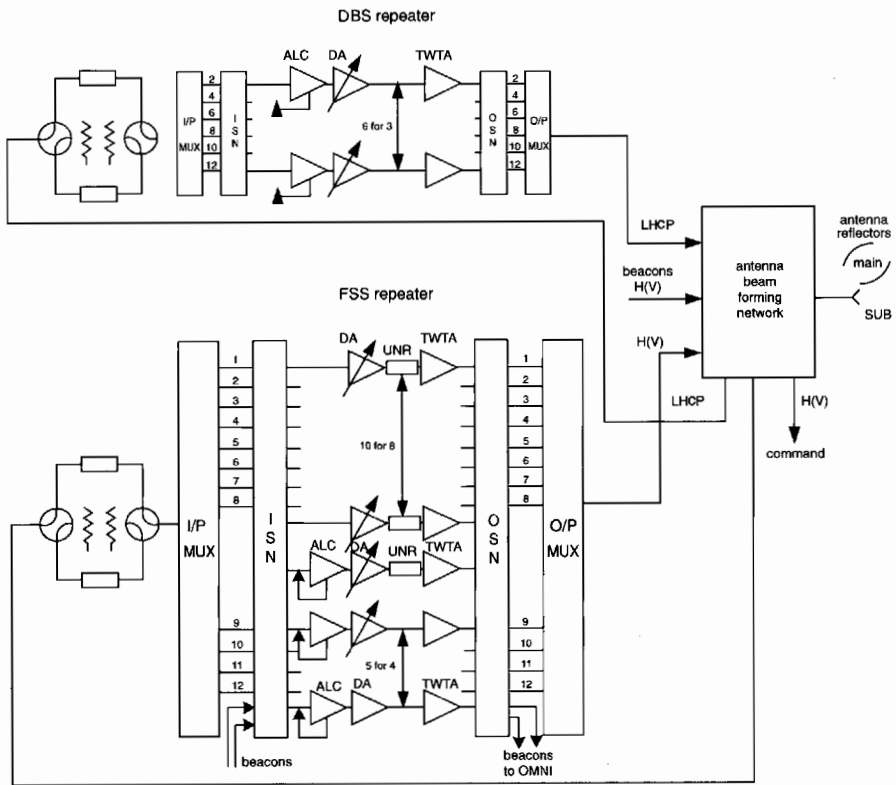 DBS repeater
ALC
DA
TWTA
I/P
MUX
2
4
6
8
10
12
I
S
N
6 for 3
O
S
N
2
4
6
8
10
12
O/P
MUX
LHCP
beacons
H(V)
H(V)
LHCP
antenna
beam
forming
network
antenna
reflectors
main
SUB
H(V)
command
FSS repeater
DA
UNR
TWTA
I/P
MUX
1
2
3
4
5
6
7
8
9
10
11
12
I
S
N
10 for 8
ALC
DA
UNR
TWTA
5 for 4
ALC
DA
TWTA
O
S
N
1
2
3
4
5
6
7
8
9
10
11
12
O/P
MUX
beacons
beacons
to OMNI